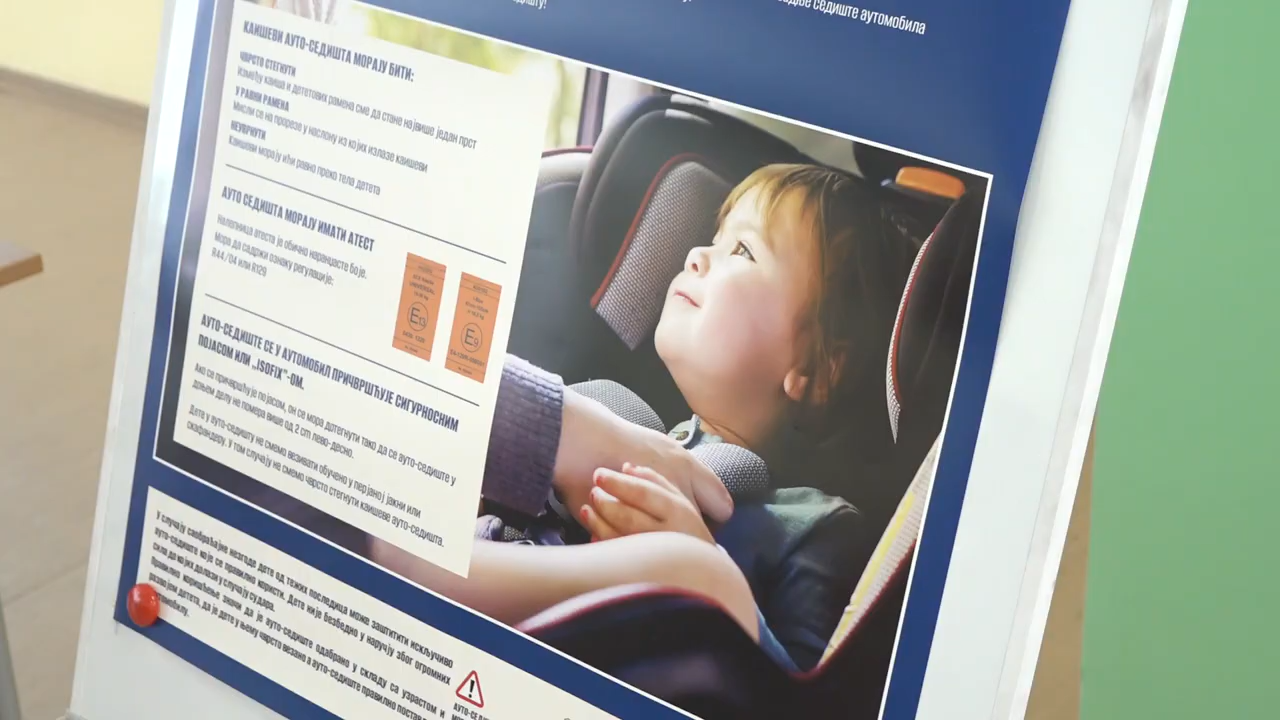 седиште аутомобила
КАИШЕВИ АУТО-СЕДИШТА МОРАЈУ БИТИ:
ЧВРСТО СТЕГНУТИ
Између каиша и дететових рамена сме да стане највише један прст
У РАВНИ РАМЕНА
Мисли се на прорезе у наслону из којих излазе каишеви
НЕУВРНУТИ
Каишеви морају ићи равно преко тела детета
АУТО СЕДИШТА МОРАЈУ ИМАТИ АТЕСТ
Налепница атеста је обично наранџасте боје.
Мора да садржи ознаку регулације:
R44/04 или R129
UNIVERSAL
E
E
АУТО-СЕДИШТЕ СЕ У АУТОМОБИЛ ПРИЧВРШЋУЈЕ СИГУРНОСНИМ
ПОЈАСОМ ИЛИ „ISOFIX"-ОМ.
Ако се причвршћује појасом, он се мора дотегнути тако да се ауто-седиште у
доњем делу не помера више од 2 cm лево-десно.
Дете у ауто-седишту не смемо везивати обучено у перјаној јакни или
скафандеру. У том случају не смемо чврсто стегнути каишеве ауто-седишта.
У случају саобраћајне незгоде дете од тежих последица може заштитити искључиво
ауто-седиште које се правилно користи. Дете није безбедно у наручју због огромних
сила до којих долази у случају судара.
Правилно коришћење значи да је ауто-седиште одабрано у складу са узрастом и
развојем детета, да је дете у њему чврсто везано а ауто-седиште правилно